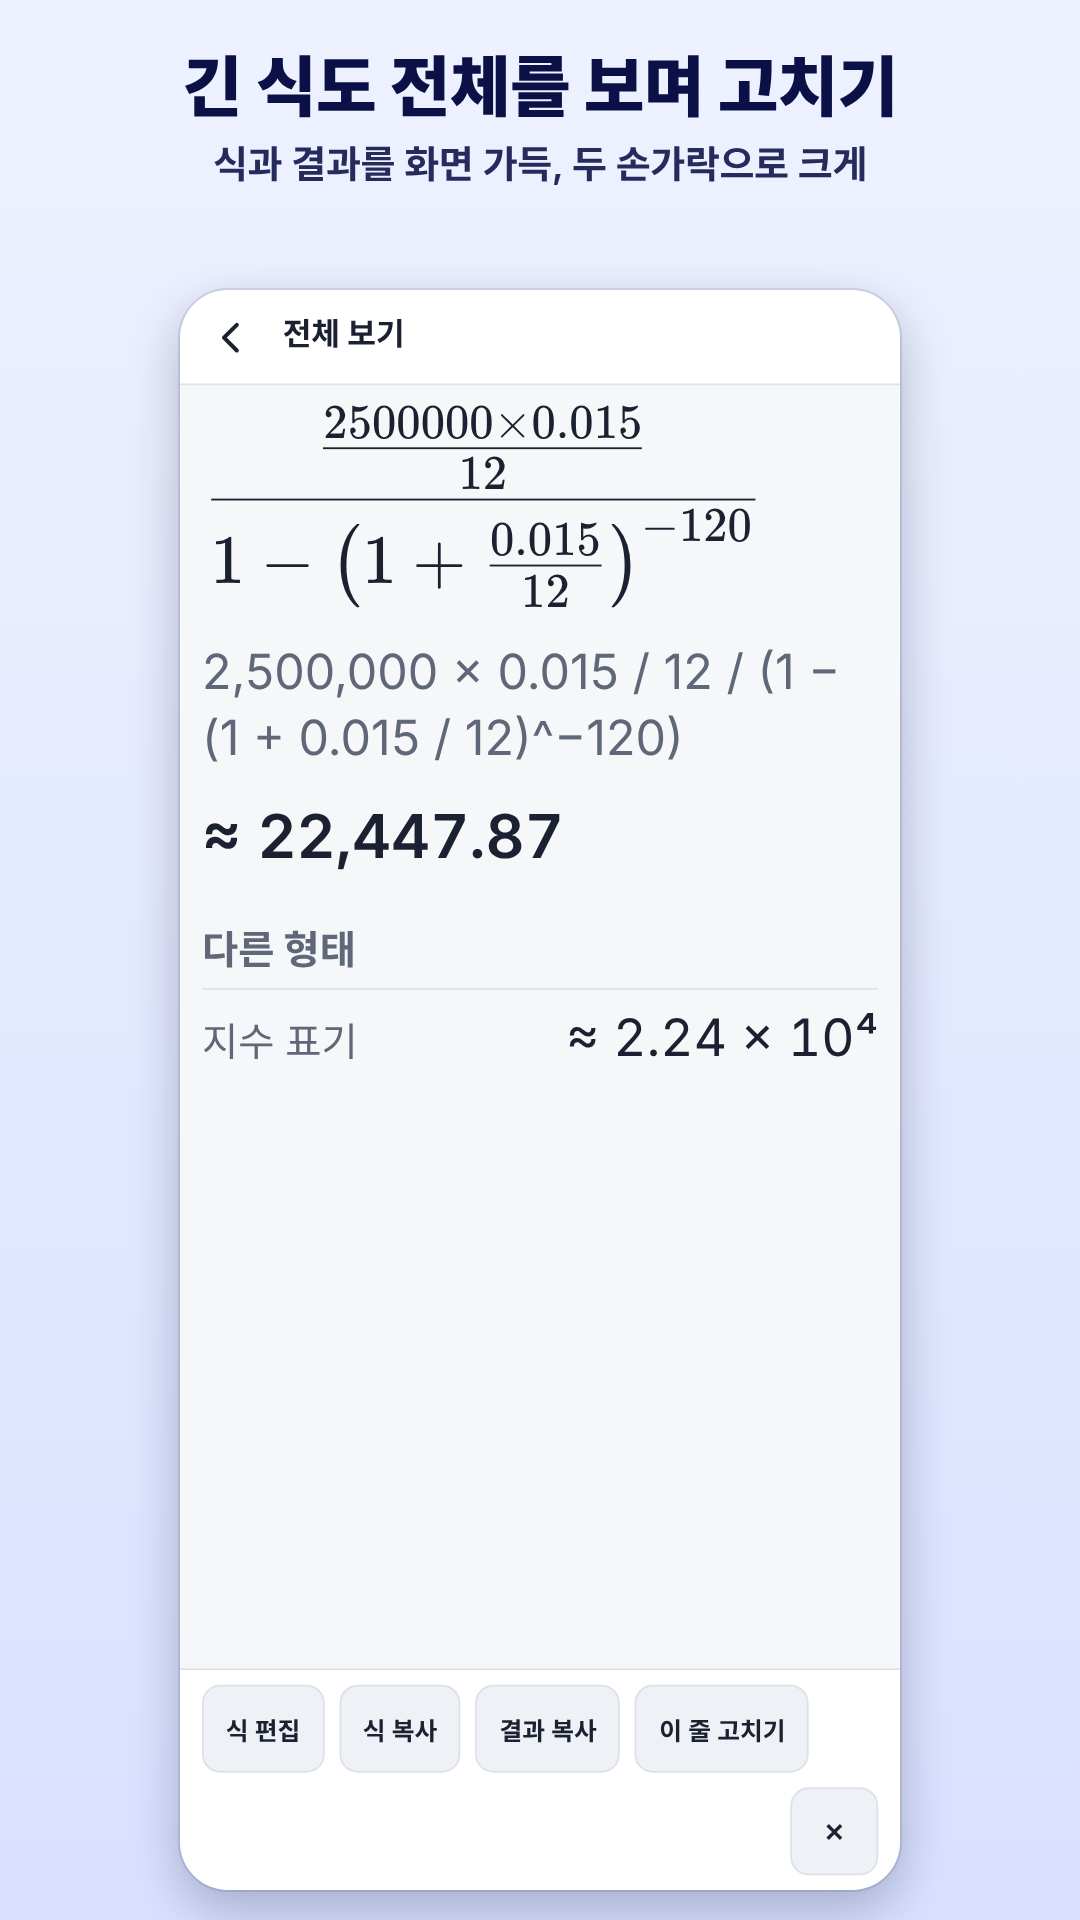 긴 식도 전체를 보며 고치기
식과 결과를 화면 가득, 두 손가락으로 크게
전체 보기
2500000×0.015
12
1 − (1 + 0.015/12)^−120
2,500,000 × 0.015 / 12 / (1 −
(1 + 0.015 / 12)^−120)
≈ 22,447.87
다른 형태
지수 표기 ≈ 2.24 × 10⁴
식 편집 식 복사 결과 복사 이 줄 고치기
×